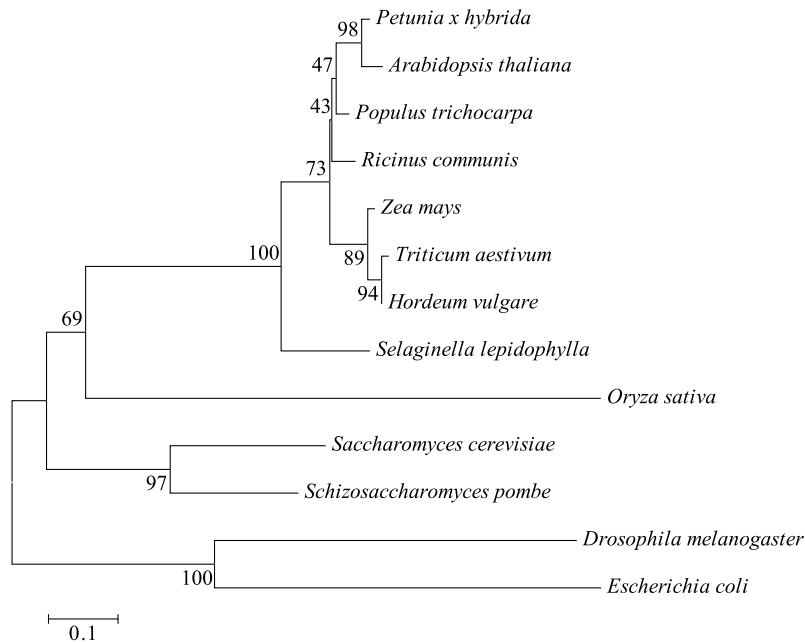 Petunia x hybrida
98
Arabidopsis thaliana
47
Populus trichocarpa
43
Ricinus communis
73
Zea mays
Triticum aestivum
89
94
Hordeum vulgare
100
Selaginella lepidophylla
69
Oryza sativa
Saccharomyces cerevisiae
97
Schizosaccharomyces pombe
Drosophila melanogaster
100
Escherichia coli
0.1